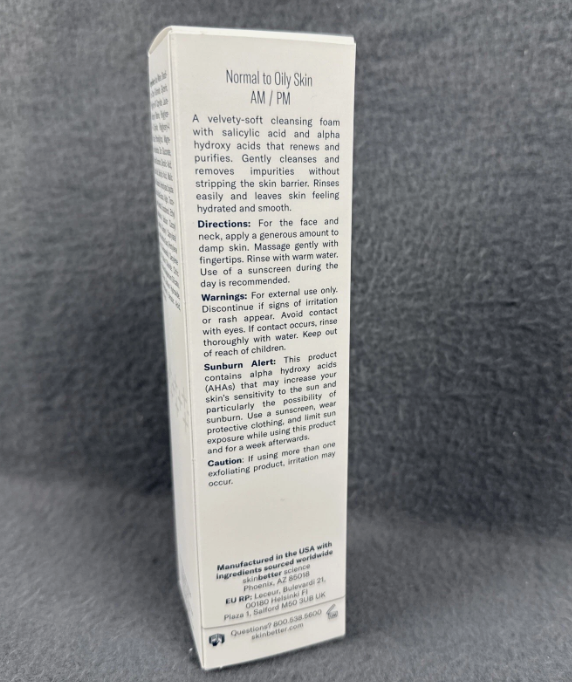 Normal to Oily Skin
AM / PM
A velvety-soft cleansing foam
with salicylic acid and alpha
hydroxy acids that renews and
purifies. Gently cleanses and
removes impurities without
stripping the skin barrier. Rinses
easily and leaves skin feeling
hydrated and smooth.
Directions: For the face and
neck, apply a generous amount to
damp skin. Massage gently with
fingertips. Rinse with warm water.
Use of a sunscreen during the
day is recommended.
Warnings: For external use only.
Discontinue if signs of irritation
or rash appear. Avoid contact
with eyes. If contact occurs, rinse
thoroughly with water. Keep out
of reach of children.
Sunburn Alert: This product
contains alpha hydroxy acids
(AHAs) that may increase your
skin's sensitivity to the sun and
particularly the possibility of
sunburn. Use a sunscreen, wear
protective clothing, and limit sun
exposure while using this product
and for a week afterwards.
Caution: If using more than one
exfoliating product, irritation may
occur.
Manufactured in the USA with
ingredients sourced worldwide
skinbetter science
Phoenix, AZ 85018
EU RP: Leceur, Bulevardi 21,
00180 Helsinki FI
Plaza 1, Salford M50 3UB UK
Questions? 800.538.5600
skinbetter.com